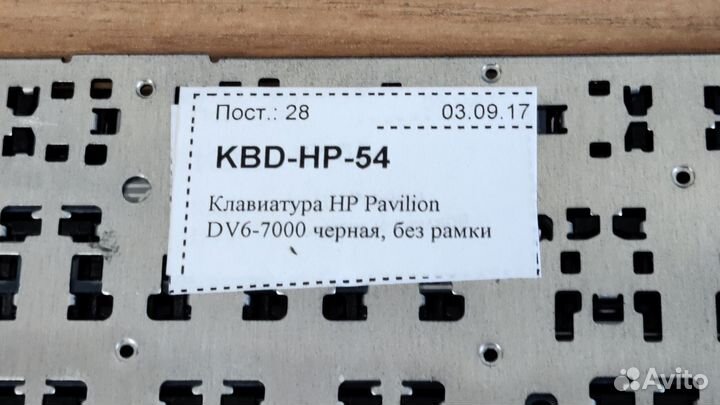 Пост.: 28 03.09.17
KBD-HP-54
Клавиатура HP Pavilion
DV6-7000 черная, без рамки
Avito